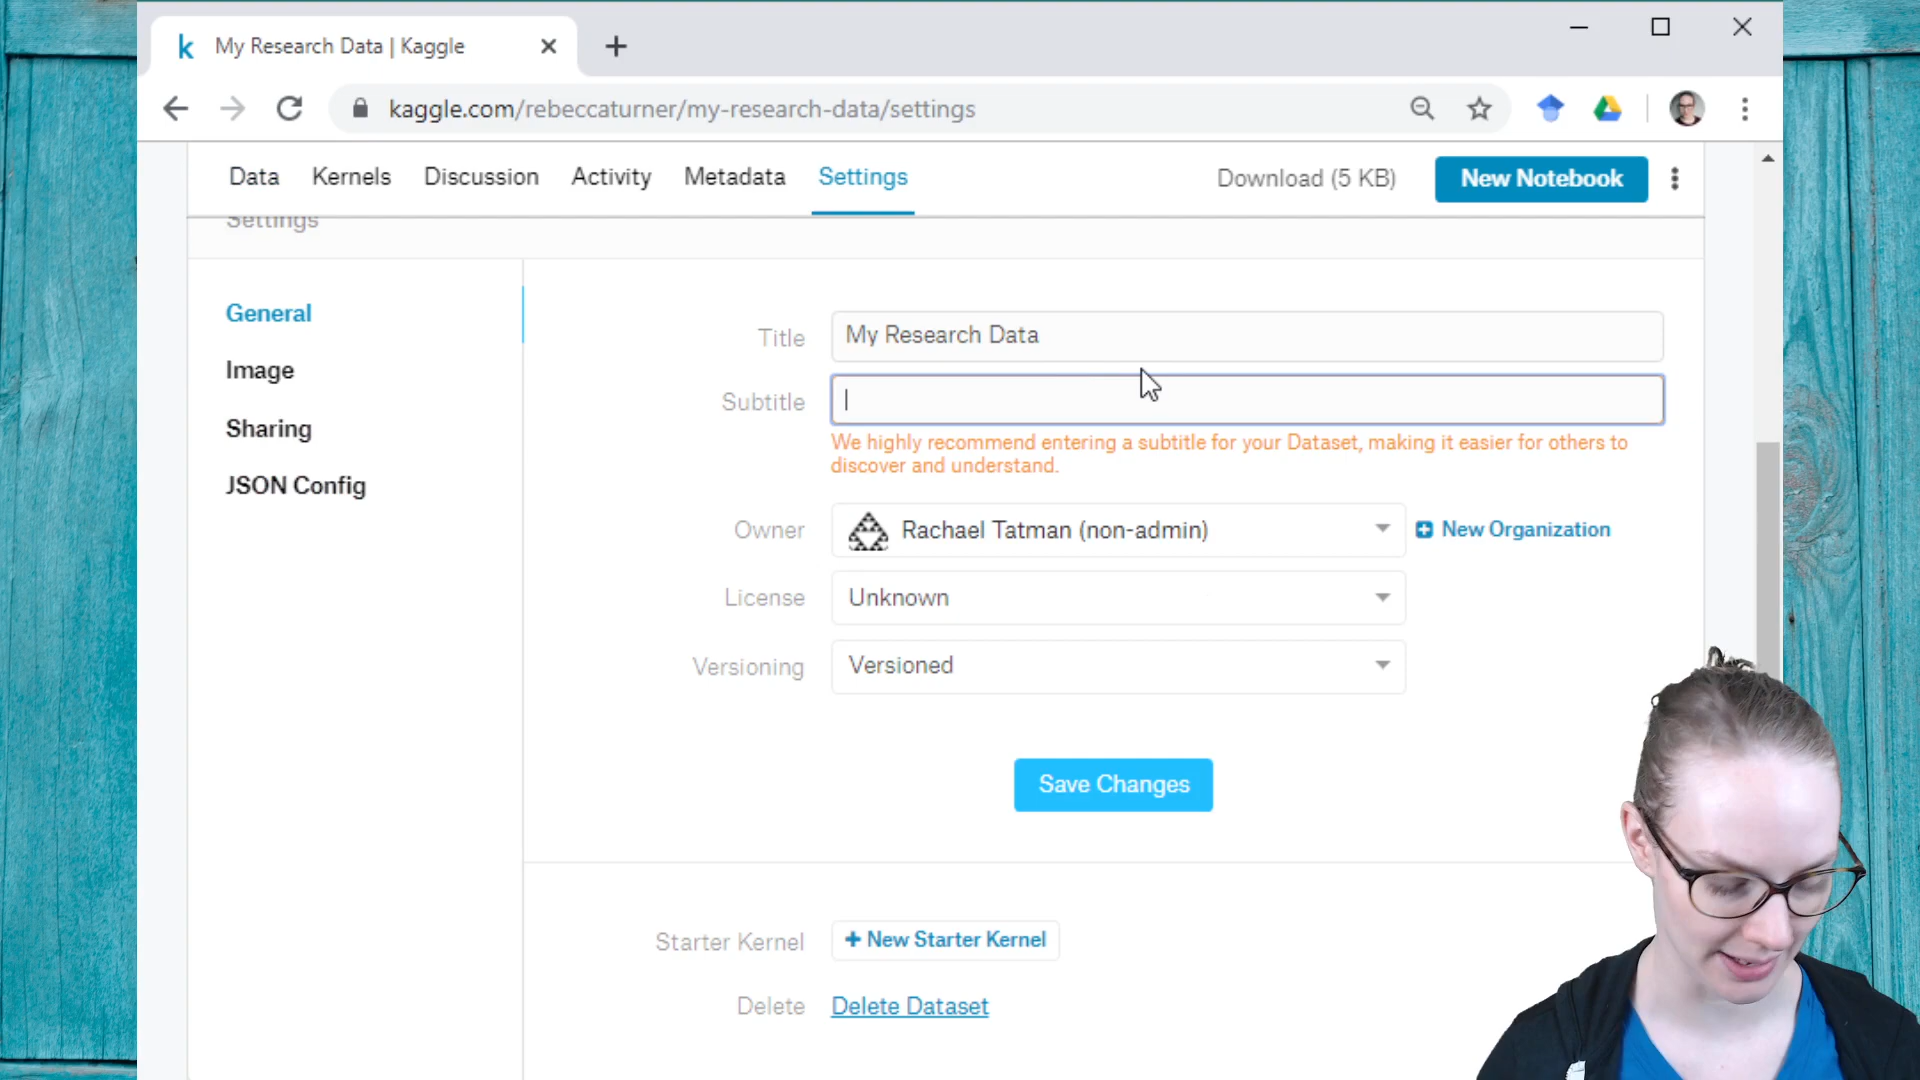 k My Research Data | Kaggle
kaggle.com/rebeccaturner/my-research-data/settings
Data Kernels Discussion Activity Metadata Settings Download (5 KB) New Notebook
Settings
General
Image
Sharing
JSON Config
Title My Research Data
Subtitle
We highly recommend entering a subtitle for your Dataset, making it easier for others to
discover and understand.
Owner Rachael Tatman (non-admin) New Organization
License Unknown
Versioning Versioned
Save Changes
Starter Kernel + New Starter Kernel
Delete Delete Dataset